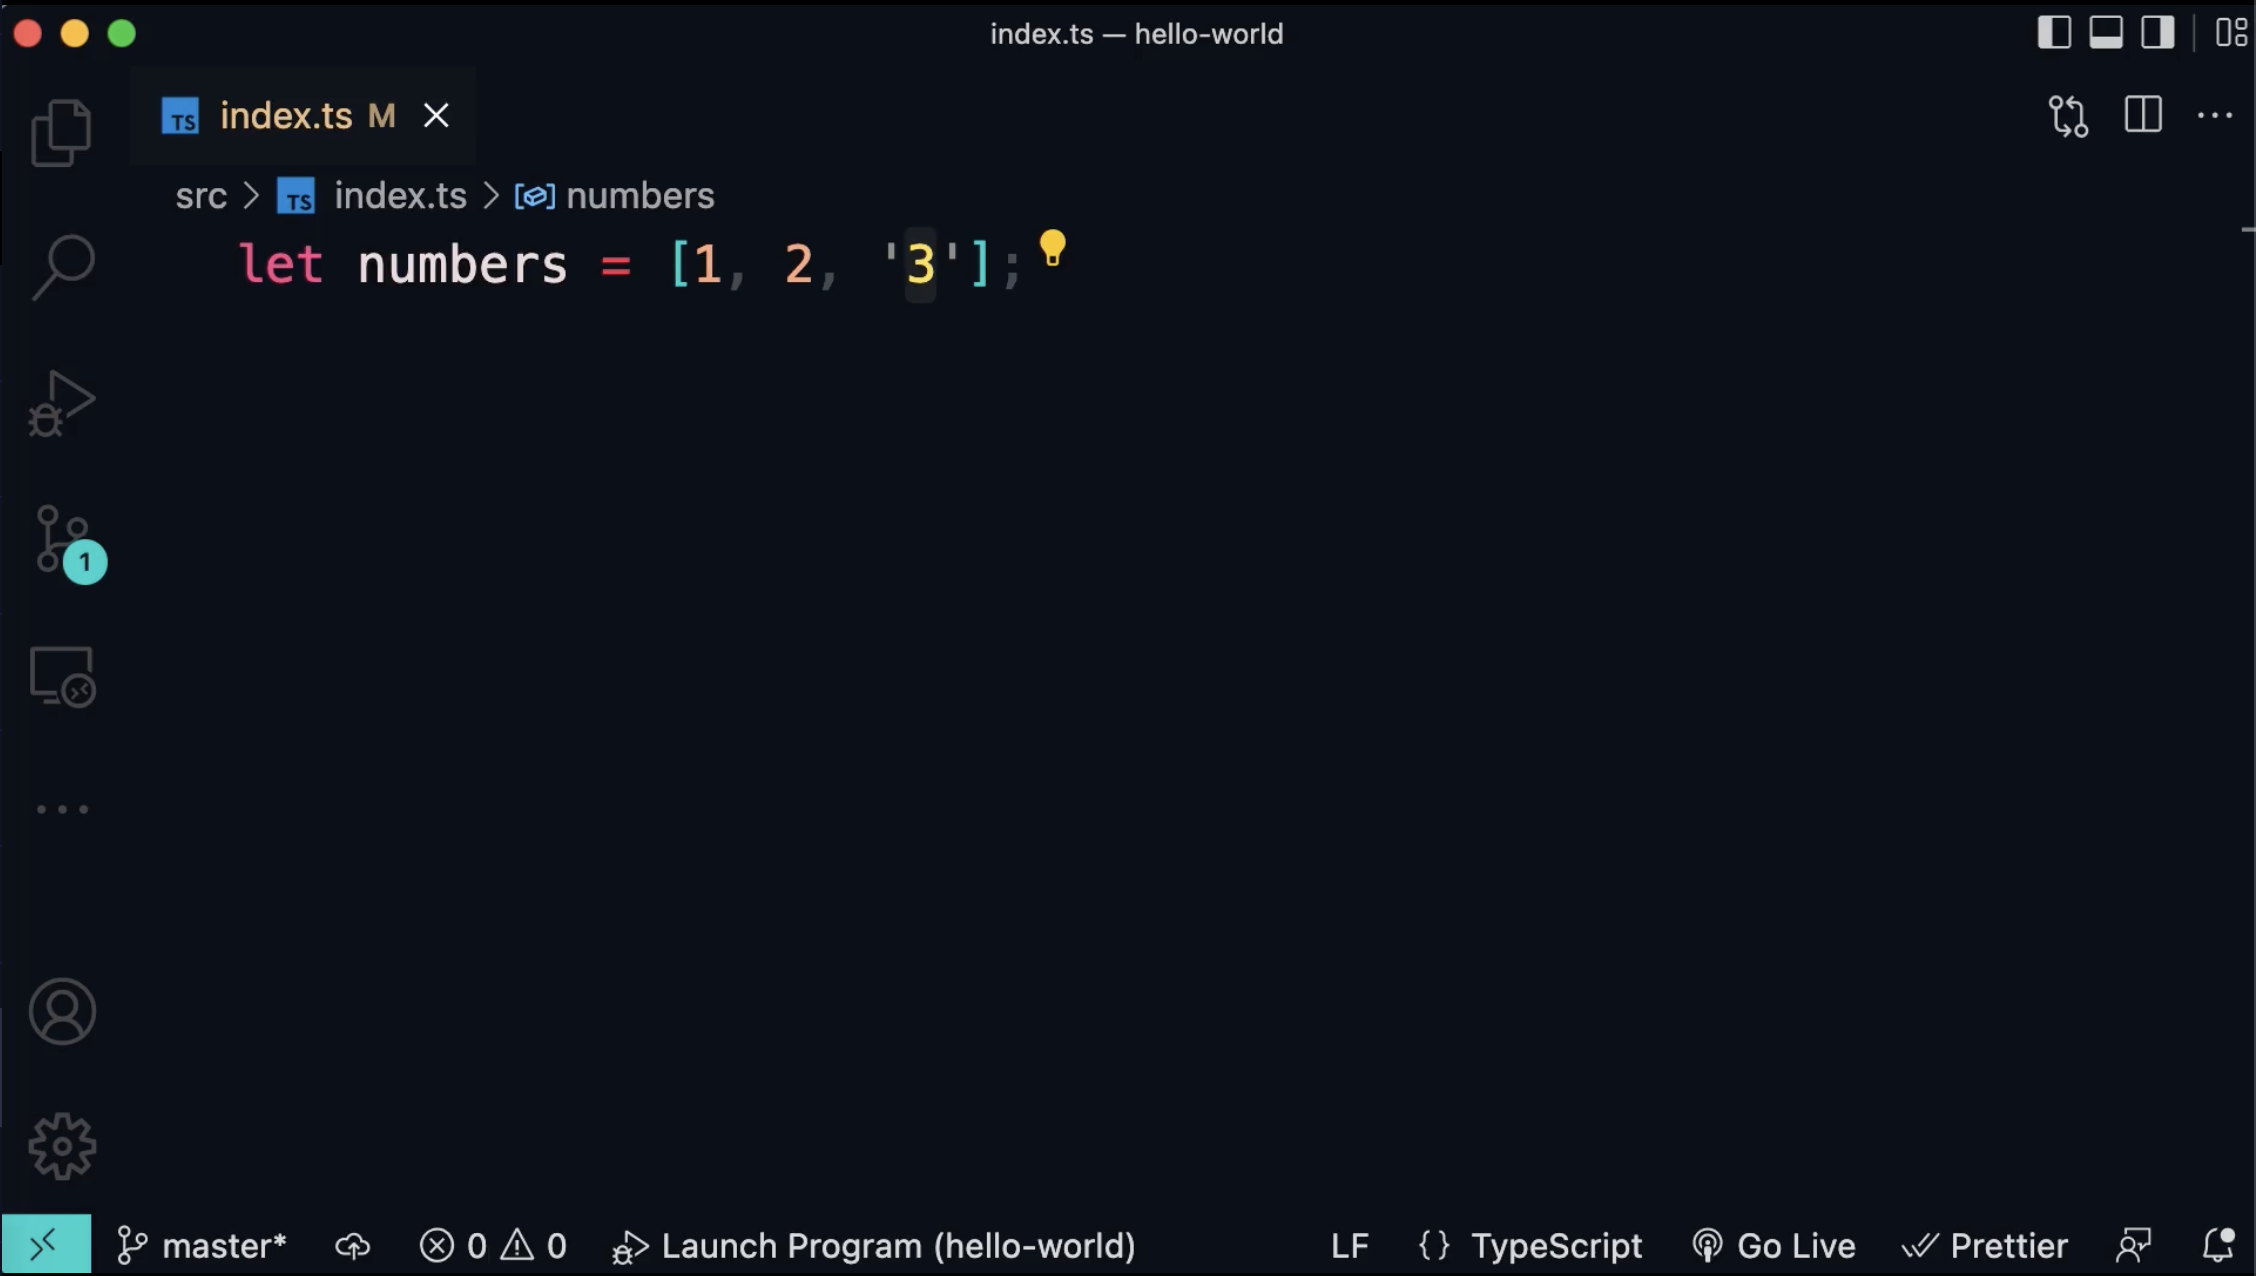 index.ts — hello-world
TS index.ts M
src > TS index.ts > numbers
let numbers = [1, 2, '3'];
1
master* 0 0 Launch Program (hello-world) LF {} TypeScript Go Live Prettier